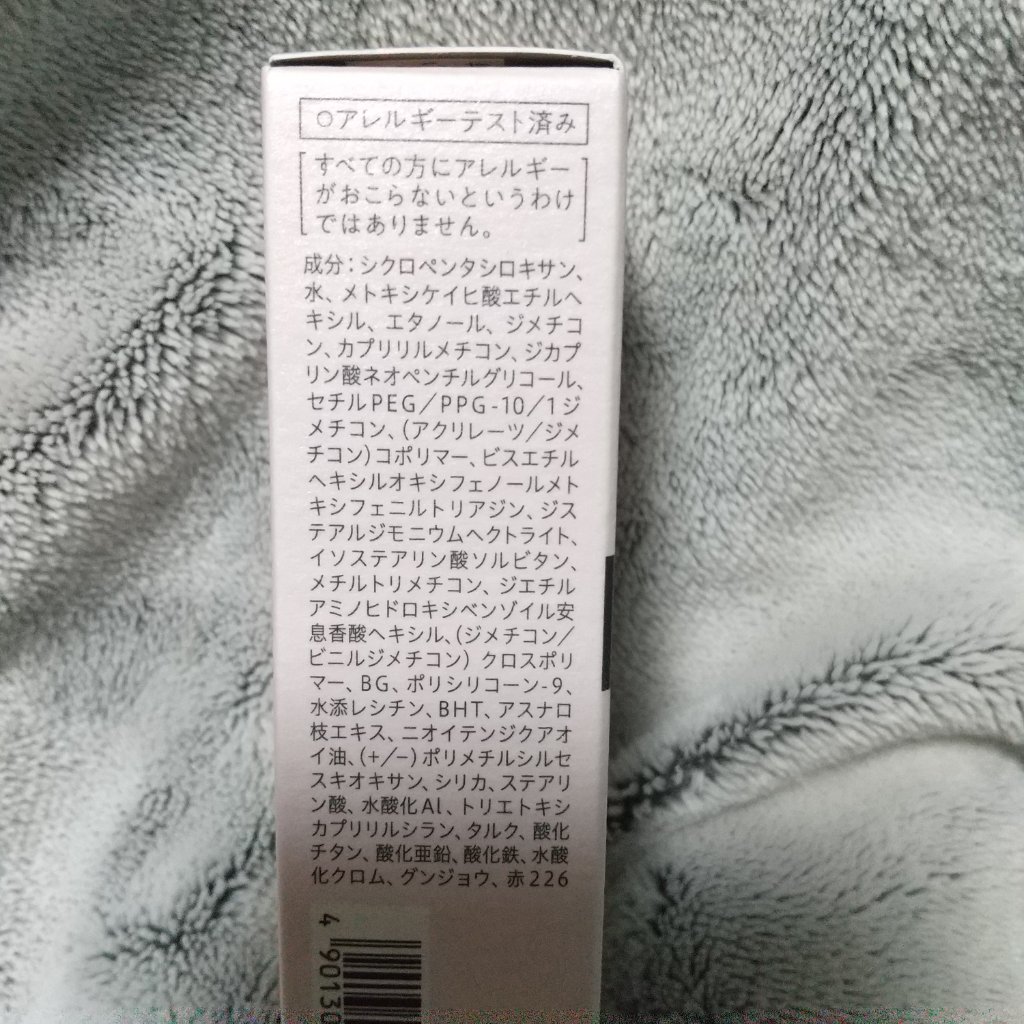 ○アレルギーテスト済み
すべての方にアレルギー
がおこらないというわけ
ではありません。
成分：シクロペンタシロキサン、
水、メトキシケイヒ酸エチルヘ
キシル、エタノール、ジメチコ
ン、カプリリルメチコン、ジカプ
リン酸ネオペンチルグリコール、
セチルPEG／PPG-10／1ジ
メチコン、（アクリレーツ／ジメ
チコン）コポリマー、ビスエチル
ヘキシルオキシフェノールメト
キシフェニルトリアジン、ジス
テアルジモニウムヘクトライト、
イソステアリン酸ソルビタン、
メチルトリメチコン、ジエチル
アミノヒドロキシベンゾイル安
息香酸ヘキシル、（ジメチコン／
ビニルジメチコン）クロスポリ
マー、BG、ポリシリコーン-9、
水添レシチン、BHT、アスナロ
枝エキス、ニオイテンジクアオ
イ油、（+／−）ポリメチルシルセ
スキオキサン、シリカ、ステアリ
ン酸、水酸化Al、トリエトキシ
カプリリルシラン、タルク、酸化
チタン、酸化亜鉛、酸化鉄、水酸
化クロム、グンジョウ、赤226
4 90130